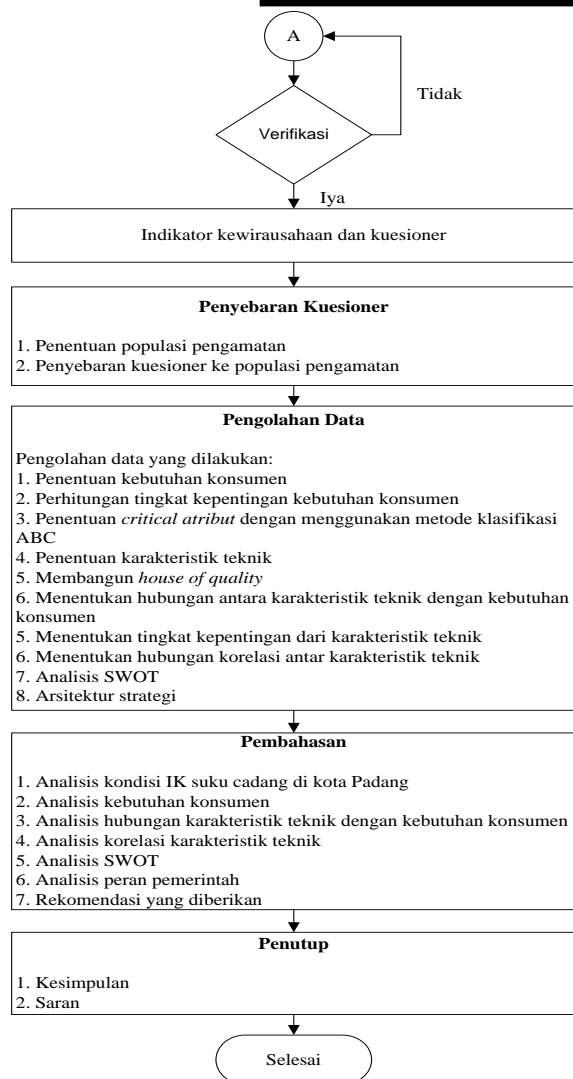 A
Tidak
Verifikasi
Iya
Indikator kewirausahaan dan kuesioner
Penyebaran Kuesioner
1. Penentuan populasi pengamatan
2. Penyebaran kuesioner ke populasi pengamatan
Pengolahan Data
Pengolahan data yang dilakukan:
1. Penentuan kebutuhan konsumen
2. Perhitungan tingkat kepentingan kebutuhan konsumen
3. Penentuan critical atribut dengan menggunakan metode klasifikasi
ABC
4. Penentuan karakteristik teknik
5. Membangun house of quality
6. Menentukan hubungan antara karakteristik teknik dengan kebutuhan
konsumen
5. Menentukan tingkat kepentingan dari karakteristik teknik
6. Menentukan hubungan korelasi antar karakteristik teknik
7. Analisis SWOT
8. Arsitektur strategi
Pembahasan
1. Analisis kondisi IK suku cadang di kota Padang
2. Analisis kebutuhan konsumen
3. Analisis hubungan karakteristik teknik dengan kebutuhan konsumen
4. Analisis korelasi karakteristik teknik
5. Analisis SWOT
6. Analisis peran pemerintah
7. Rekomendasi yang diberikan
Penutup
1. Kesimpulan
2. Saran
Selesai